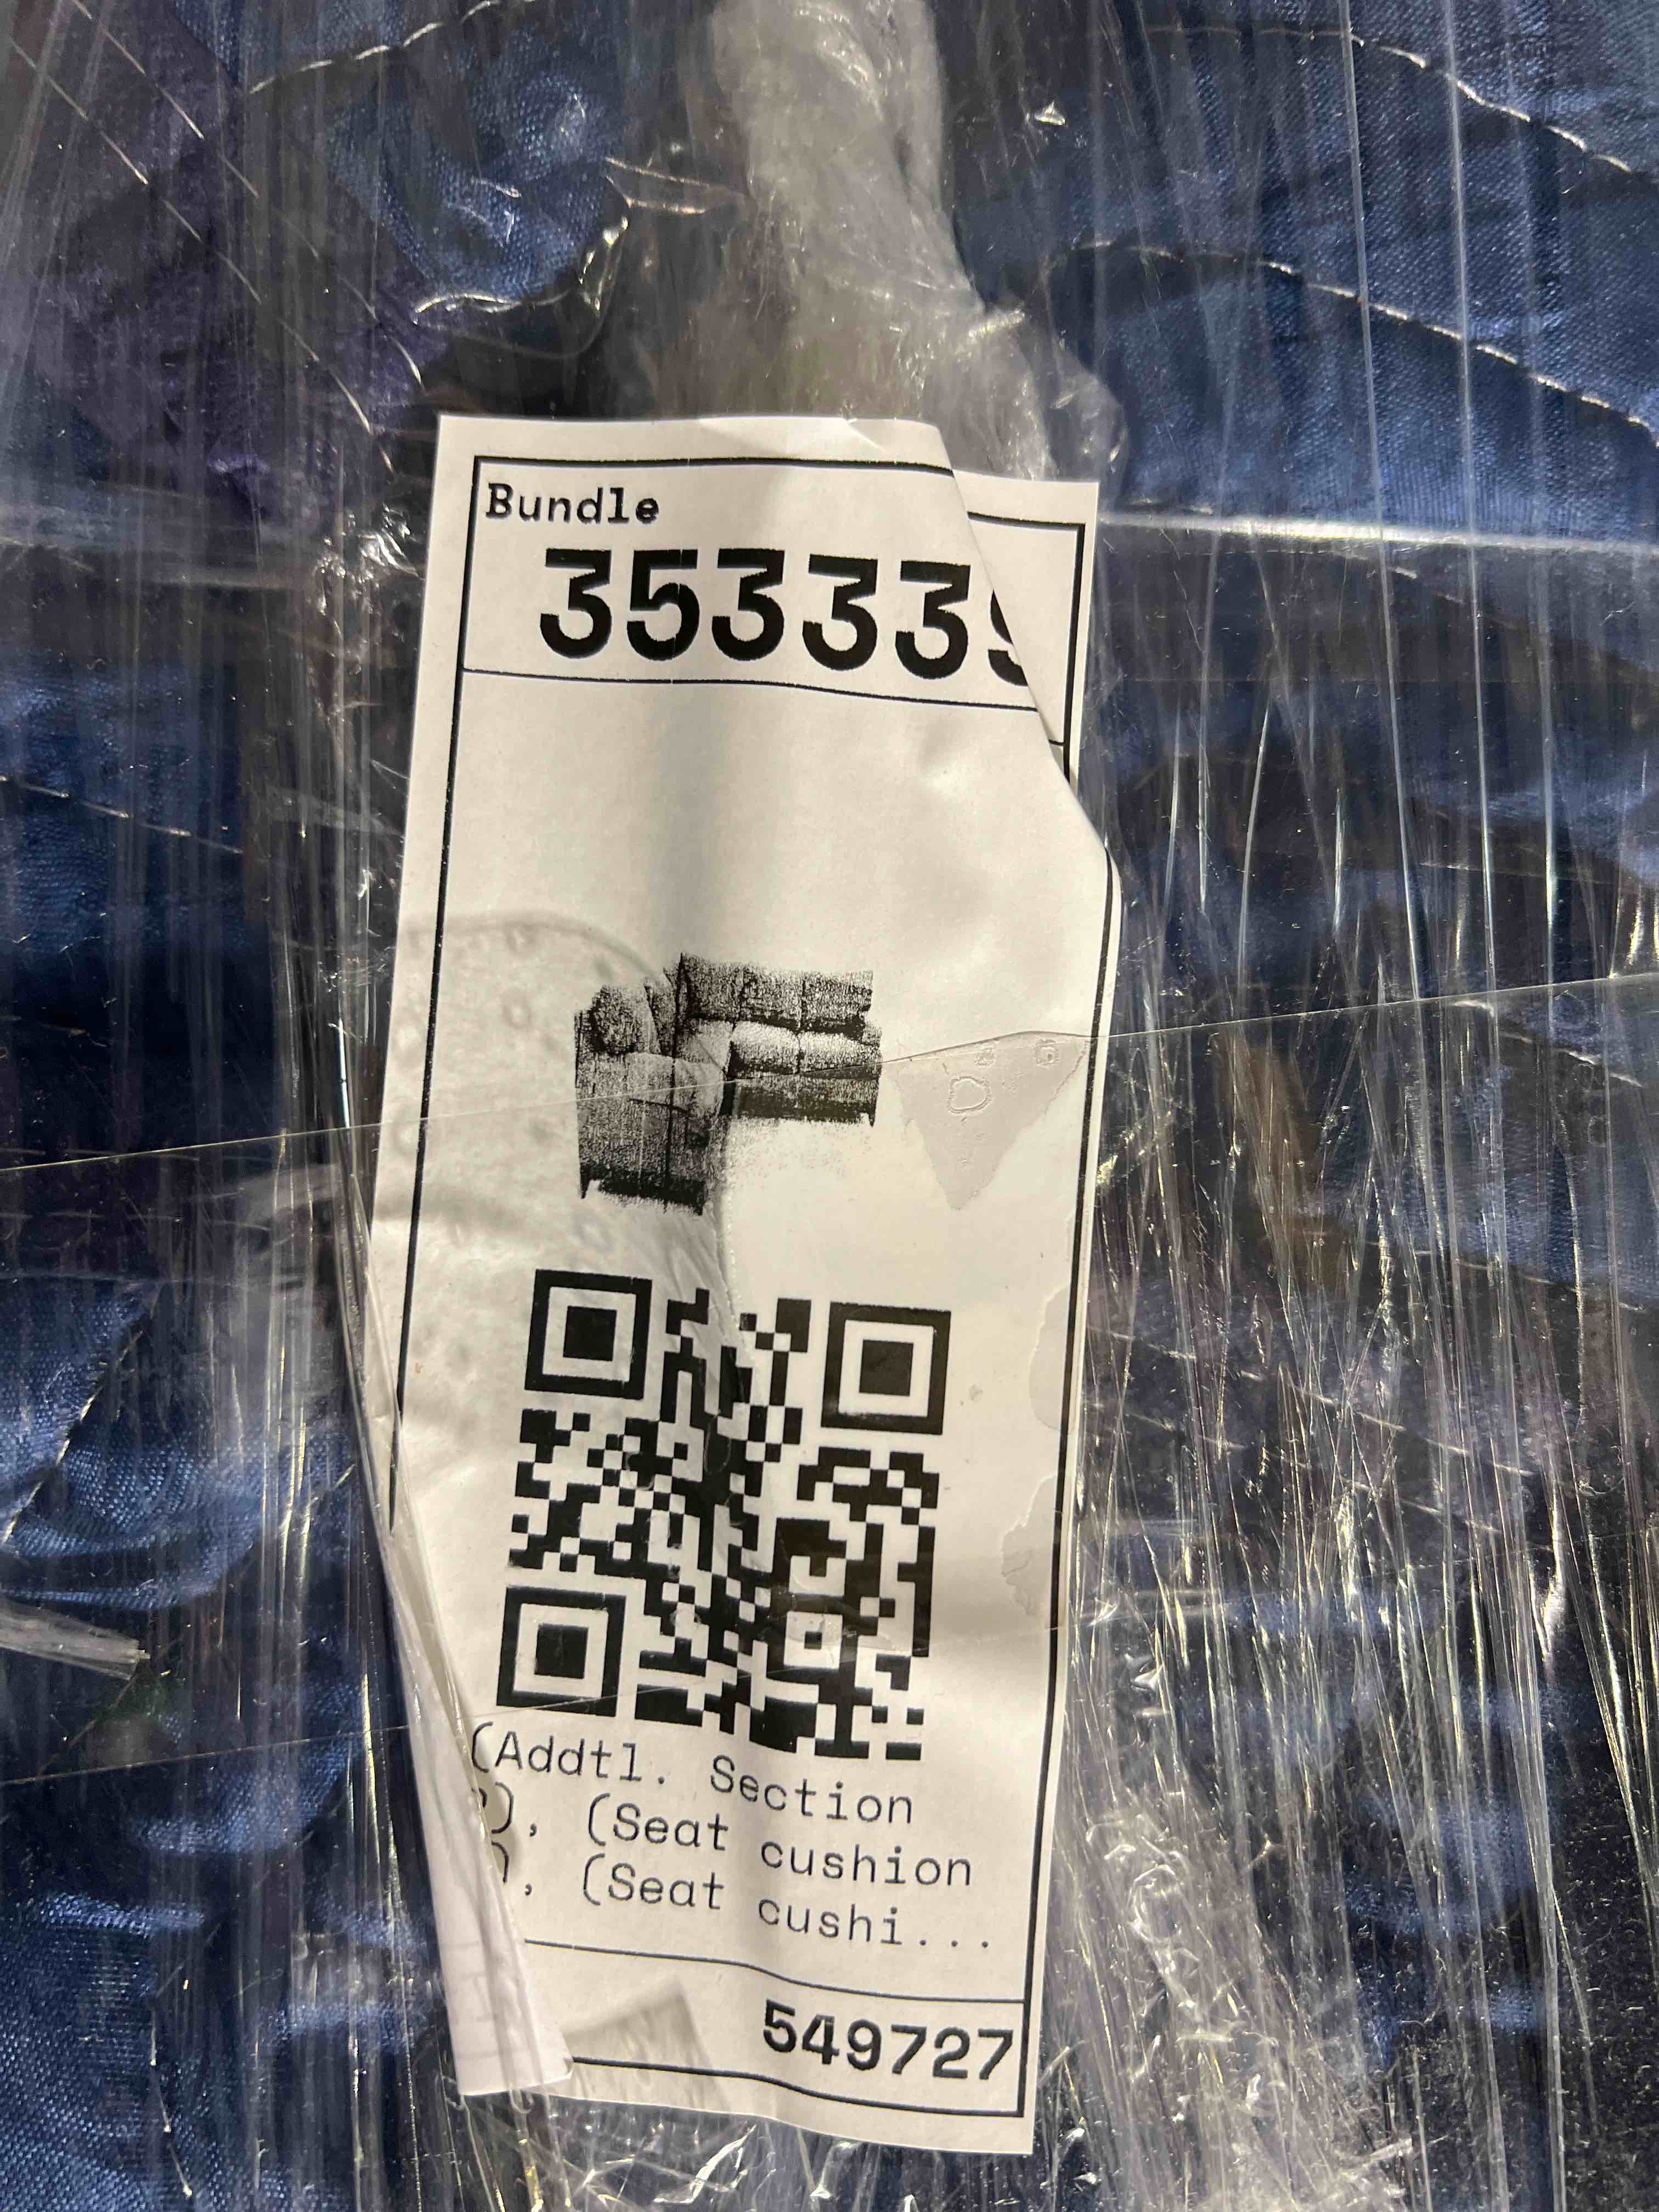 Bundle
35333
(Addtl. Section
), (Seat cushion
), (Seat cushi...
549727